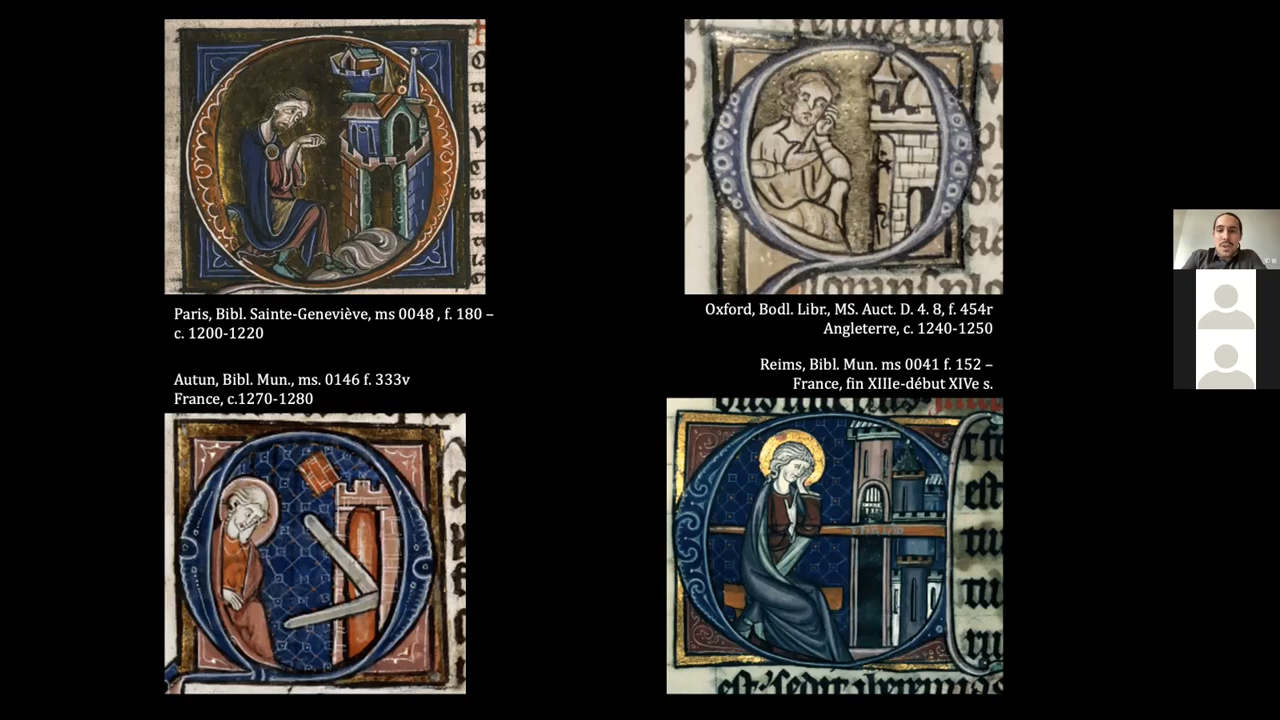 Paris, Bibl. Sainte-Geneviève, ms 0048 , f. 180 –
c. 1200-1220
Oxford, Bodl. Libr., MS. Auct. D. 4. 8, f. 454r
Angleterre, c. 1240-1250
Autun, Bibl. Mun., ms. 0146 f. 333v
France, c.1270-1280
Reims, Bibl. Mun. ms 0041 f. 152 –
France, fin XIIIe-début XIVe s.
est